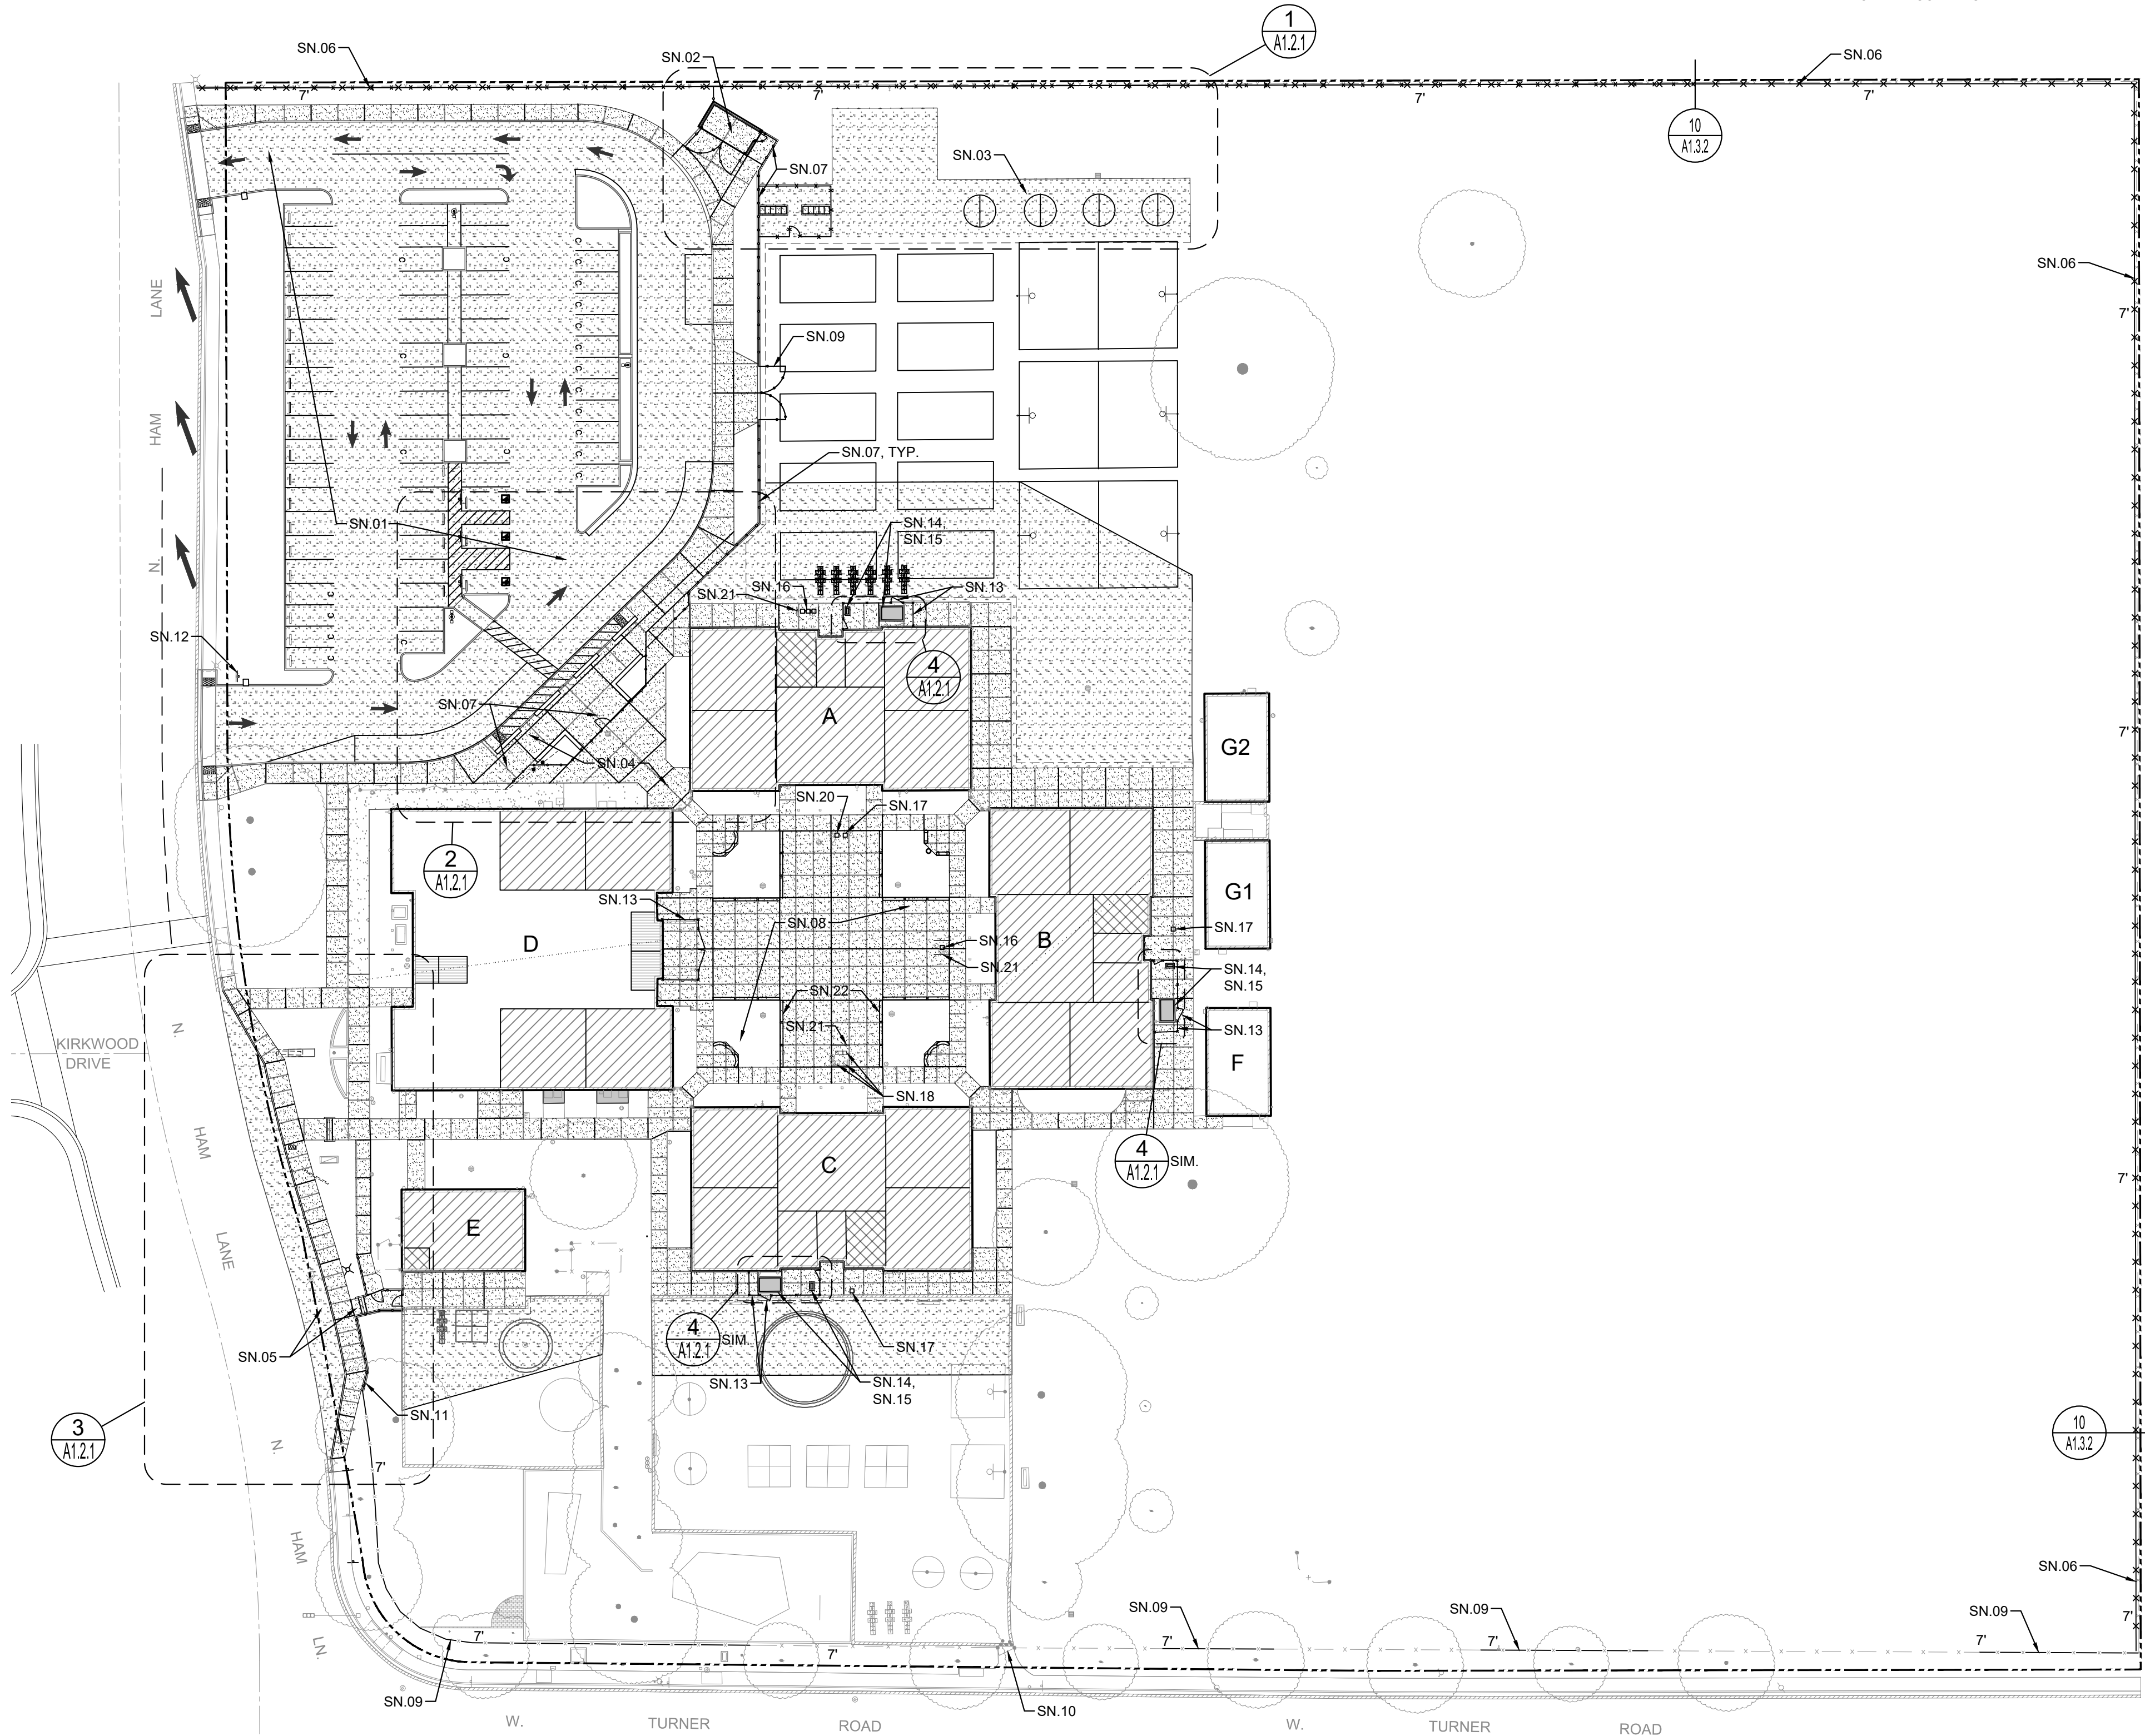 1
A1.2.1
SN.06
SN.02
SN.06
7'
7'
7'
7'
10
A1.3.2
SN.03
SN.07
SN.06
7'
LANE
SN.09
HAM
SN.07, TYP.
SN.01
SN.14,
SN.15
N.
SN.16
SN.13
SN.21
SN.12
4
A1.2.1
SN.07
A
7'
G2
SN.04
SN.20
SN.17
2
A1.2.1
G1
SN.13
SN.08
SN.17
D
SN.16
B
SN.21
SN.14,
SN.15
SN.22
SN.21
SN.13
N.
KIRKWOOD
DRIVE
F
SN.18
HAM
4
A1.2.1
SIM.
C
7'
E
LANE
4
A1.2.1
SIM.
SN.17
SN.05
SN.13
SN.14,
SN.15
SN.11
3
A1.2.1
10
A1.3.2
N.
7'
HAM
SN.06
SN.09
SN.09
SN.09
7'
LN.
7'
7'
7'
7'
7'
SN.09
SN.10
W.
TURNER
ROAD
W.
TURNER
ROAD